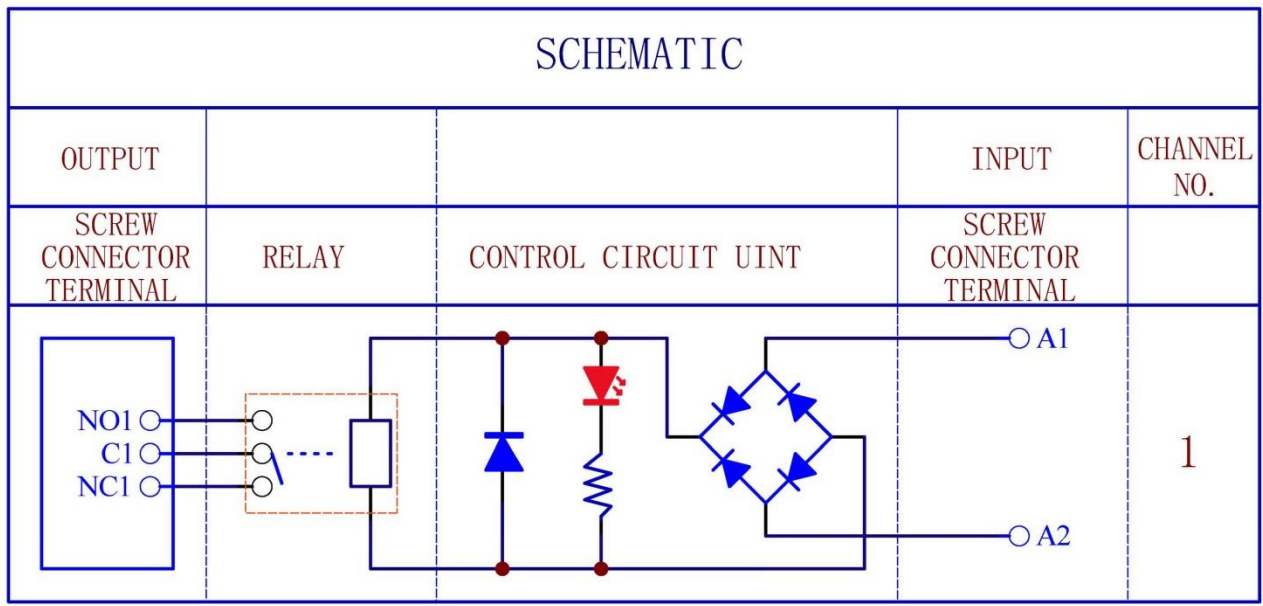 SCHEMATIC
OUTPUT
INPUT
CHANNEL
NO.
SCREW
CONNECTOR
TERMINAL
RELAY
CONTROL CIRCUIT UINT
SCREW
CONNECTOR
TERMINAL
A1
NO1
C1
NC1
1
A2